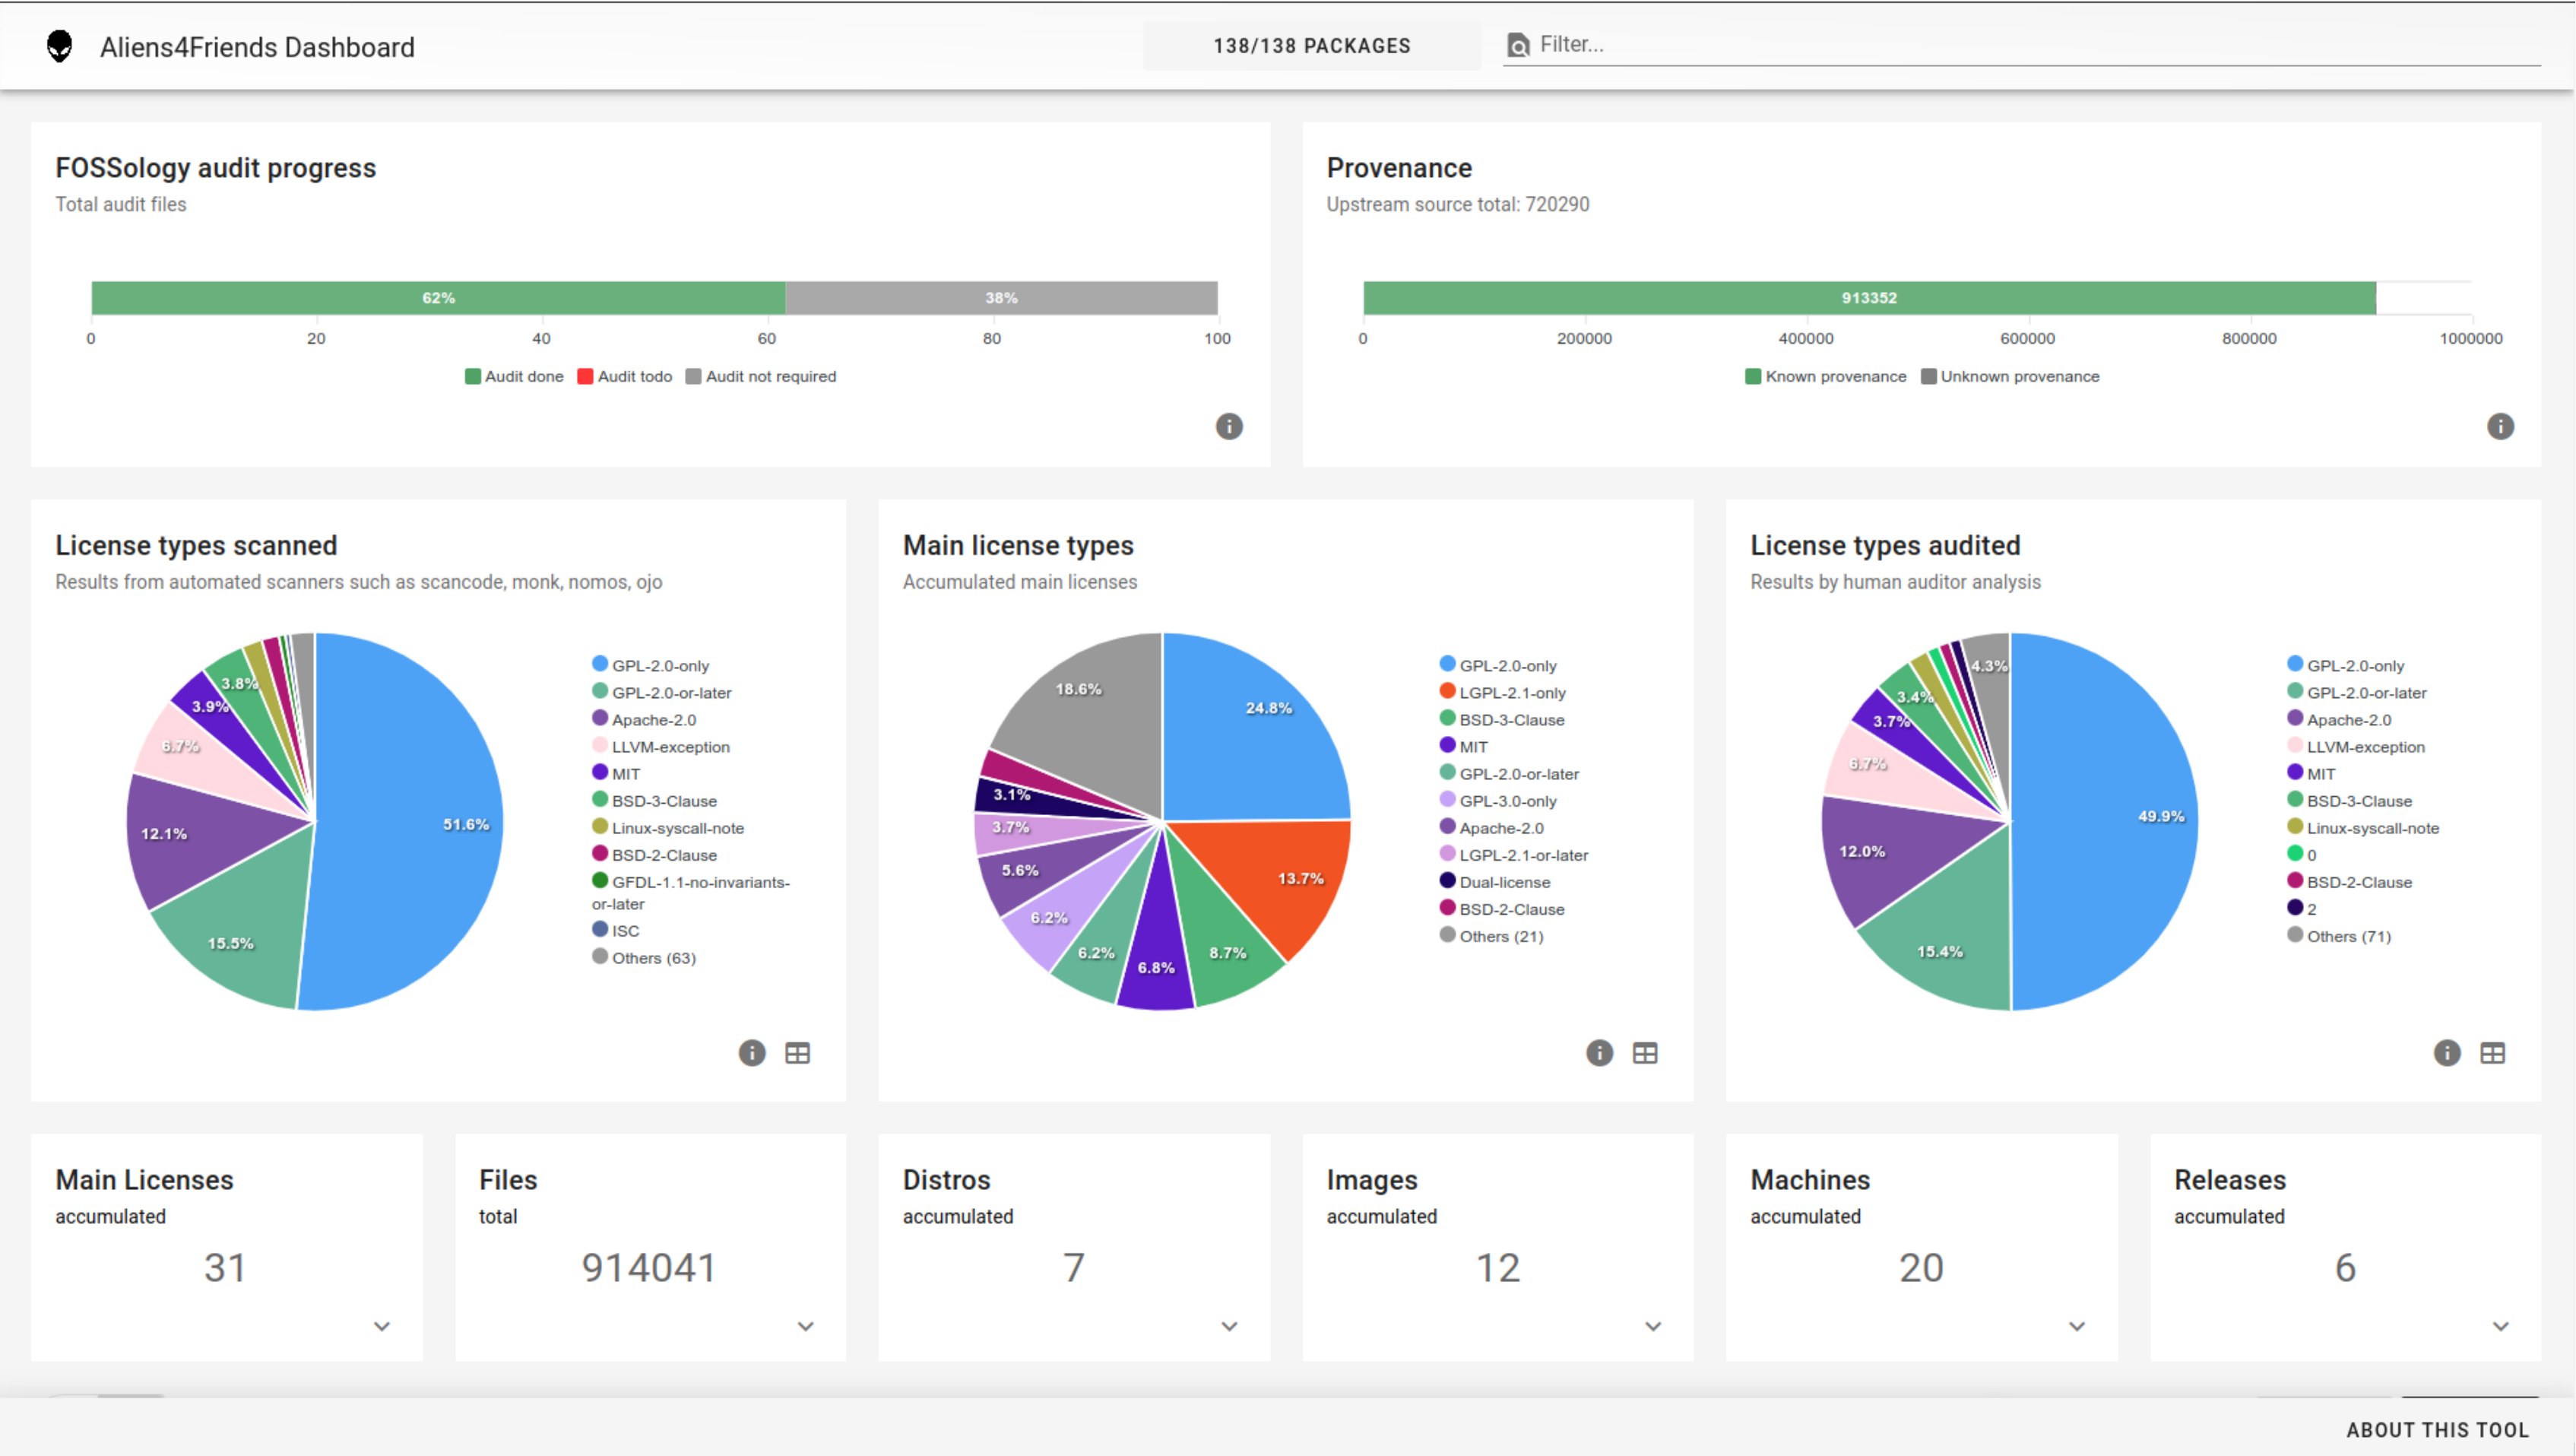 Aliens4Friends Dashboard
138/138 PACKAGES
Filter...
FOSSology audit progress
Total audit files
62%
38%
0 20 40 60 80 100
Audit done Audit todo Audit not required
Provenance
Upstream source total: 720290
913352
0 200000 400000 600000 800000 1000000
Known provenance Unknown provenance
License types scanned
Results from automated scanners such as scancode, monk, nomos, ojo
51.6%
15.5%
12.1%
6.7%
3.9%
3.8%
GPL-2.0-only
GPL-2.0-or-later
Apache-2.0
LLVM-exception
MIT
BSD-3-Clause
Linux-syscall-note
BSD-2-Clause
GFDL-1.1-no-invariants-
or-later
ISC
Others (63)
Main license types
Accumulated main licenses
24.8%
13.7%
8.7%
6.8%
6.2%
6.2%
5.6%
3.7%
3.1%
18.6%
GPL-2.0-only
LGPL-2.1-only
BSD-3-Clause
MIT
GPL-2.0-or-later
GPL-3.0-only
Apache-2.0
LGPL-2.1-or-later
Dual-license
BSD-2-Clause
Others (21)
License types audited
Results by human auditor analysis
49.9%
15.4%
12.0%
6.7%
3.7%
3.4%
4.3%
GPL-2.0-only
GPL-2.0-or-later
Apache-2.0
LLVM-exception
MIT
BSD-3-Clause
Linux-syscall-note
0
BSD-2-Clause
2
Others (71)
Main Licenses
accumulated
31
Files
total
914041
Distros
accumulated
7
Images
accumulated
12
Machines
accumulated
20
Releases
accumulated
6
ABOUT THIS TOOL